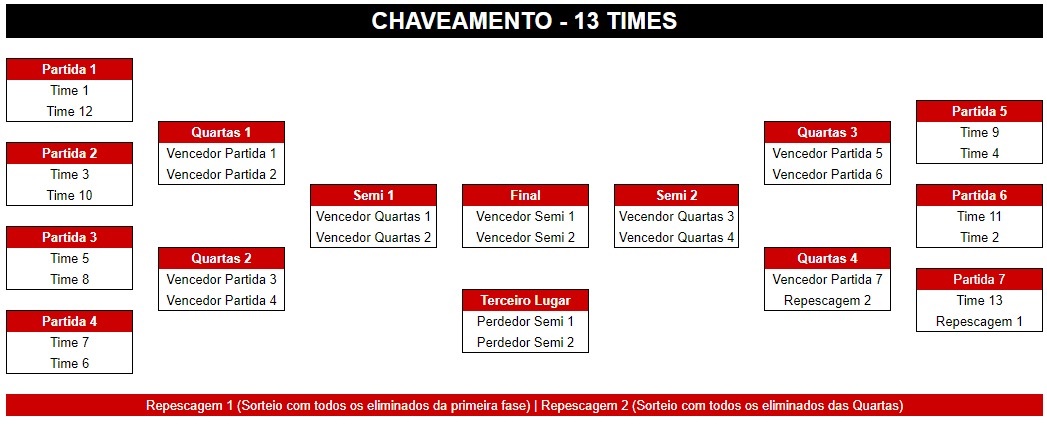 CHAVEAMENTO - 13 TIMES
Partida 1
Time 1
Time 12
Partida 2
Time 3
Time 10
Partida 3
Time 5
Time 8
Partida 4
Time 7
Time 6
Quartas 1
Vencedor Partida 1
Vencedor Partida 2
Quartas 2
Vencedor Partida 3
Vencedor Partida 4
Semi 1
Vencedor Quartas 1
Vencedor Quartas 2
Final
Vencedor Semi 1
Vencedor Semi 2
Terceiro Lugar
Perdedor Semi 1
Perdedor Semi 2
Semi 2
Vecendor Quartas 3
Vencedor Quartas 4
Quartas 3
Vencedor Partida 5
Vencedor Partida 6
Quartas 4
Vencedor Partida 7
Repescagem 2
Partida 5
Time 9
Time 4
Partida 6
Time 11
Time 2
Partida 7
Time 13
Repescagem 1
Repescagem 1 (Sorteio com todos os eliminados da primeira fase) | Repescagem 2 (Sorteio com todos os eliminados das Quartas)